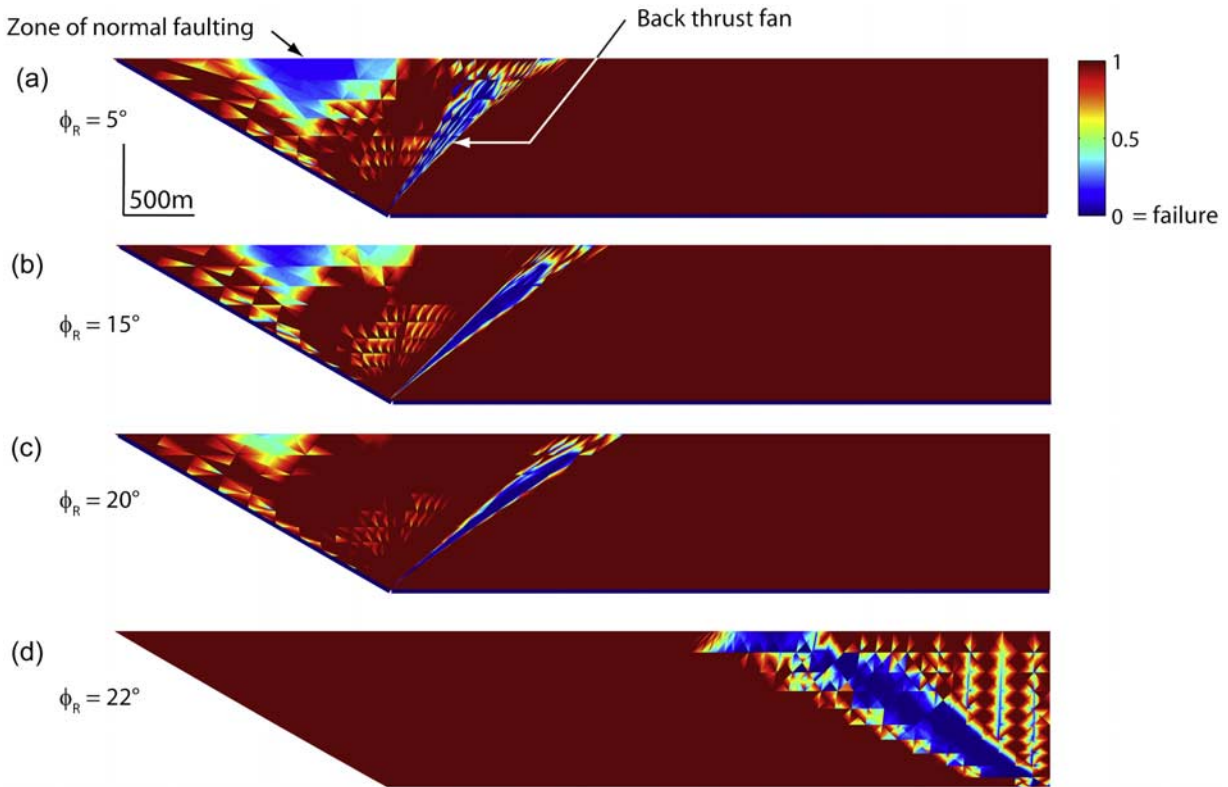 Zone of normal faulting
Back thrust fan
(a)
ϕR = 5°
500m
1
0.5
0 = failure
(b)
ϕR = 15°
(c)
ϕR = 20°
(d)
ϕR = 22°